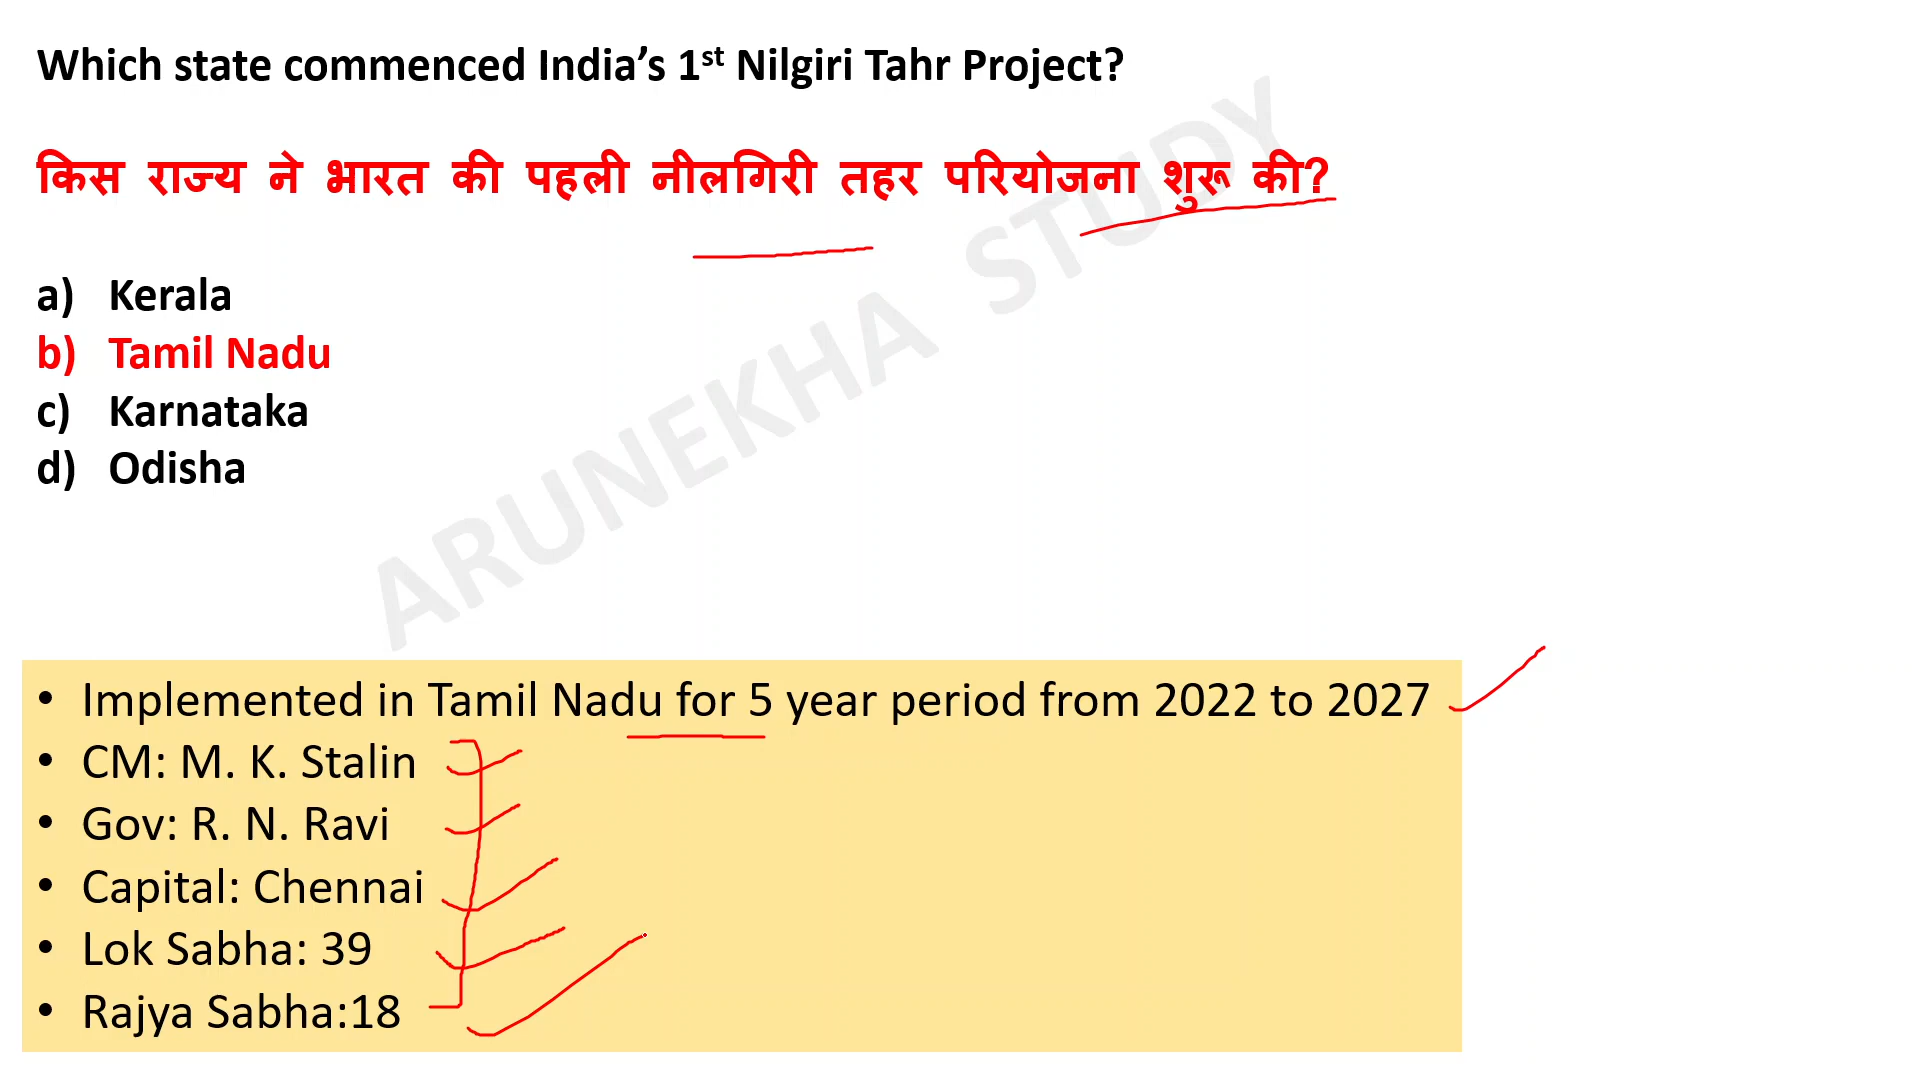 Which state commenced India’s 1st Nilgiri Tahr Project?
किस राज्य ने भारत की पहली नीलगिरी तहर परियोजना शुरू की?
a) Kerala
b) Tamil Nadu
c) Karnataka
d) Odisha
ARUNEKHA STUDY
• Implemented in Tamil Nadu for 5 year period from 2022 to 2027
• CM: M. K. Stalin
• Gov: R. N. Ravi
• Capital: Chennai
• Lok Sabha: 39
• Rajya Sabha:18